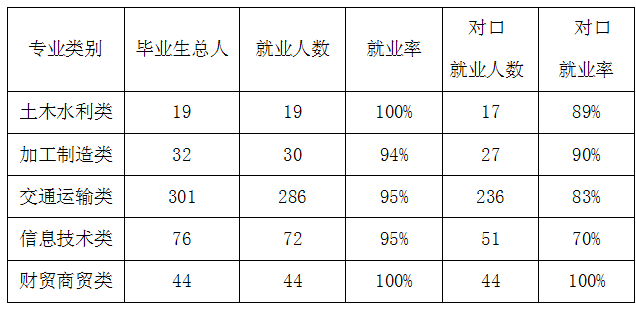 专业类别 毕业生总人 就业人数 就业率 对口就业人数 对口就业率
土木水利类 19 19 100% 17 89%
加工制造类 32 30 94% 27 90%
交通运输类 301 286 95% 236 83%
信息技术类 76 72 95% 51 70%
财贸商贸类 44 44 100% 44 100%